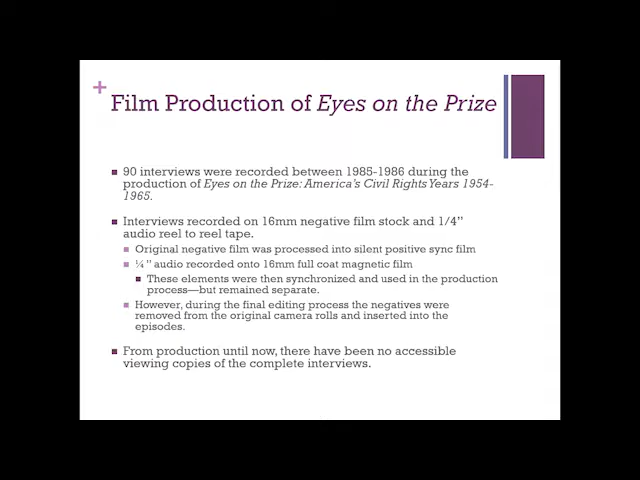 +
Film Production of Eyes on the Prize
90 interviews were recorded between 1985-1986 during the
production of Eyes on the Prize: America's Civil Rights Years 1954-
1965.
Interviews recorded on 16mm negative film stock and 1/4"
audio reel to reel tape.
Original negative film was processed into silent positive sync film
¼ " audio recorded onto 16mm full coat magnetic film
These elements were then synchronized and used in the production
process—but remained separate.
However, during the final editing process the negatives were
removed from the original camera rolls and inserted into the
episodes.
From production until now, there have been no accessible
viewing copies of the complete interviews.